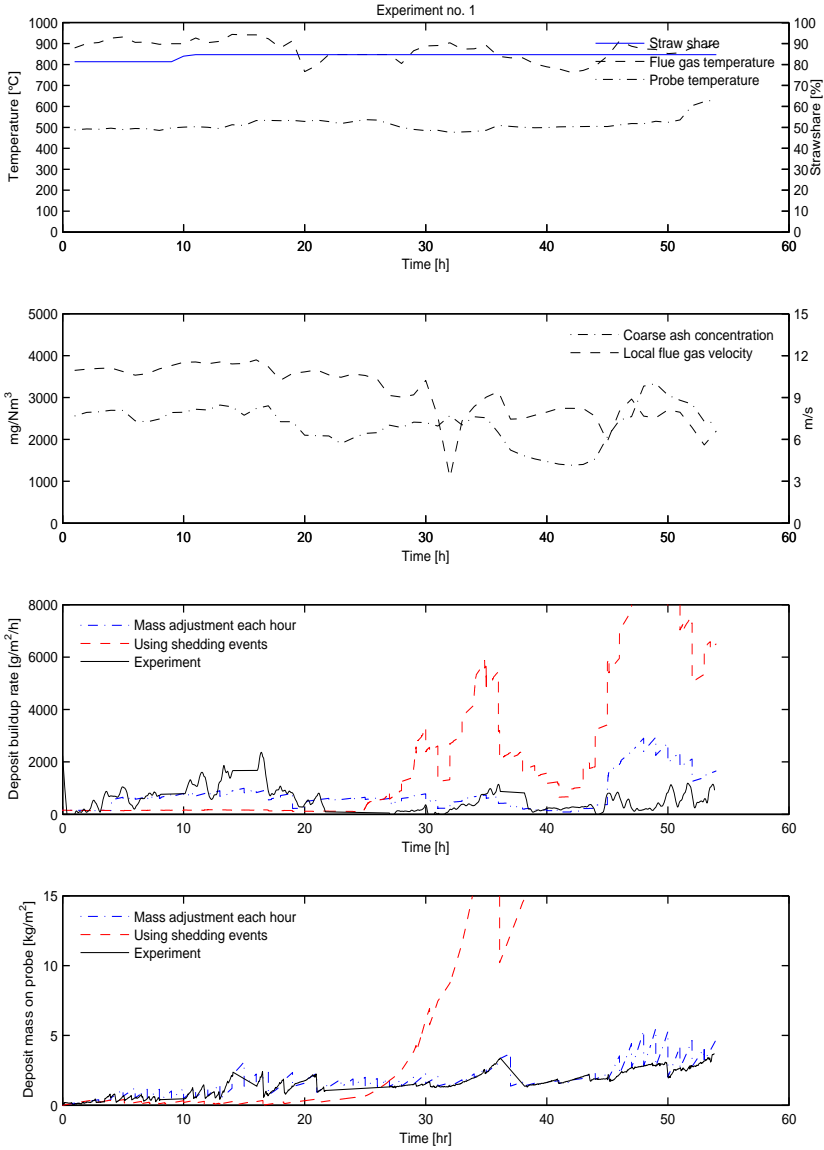 Experiment no. 1
1000
900
800
700
600
500
400
300
200
100
0
Temperature [°C]
Straw share
Flue gas temperature
Probe temperature
100
90
80
70
60
50
40
30
20
10
0
Strawshare [%]
0 10 20 30 40 50 60
Time [h]
5000
4000
3000
2000
1000
0
mg/Nm3
Coarse ash concentration
Local flue gas velocity
15
12
9
6
3
0
m/s
0 10 20 30 40 50 60
Time [h]
8000
6000
4000
2000
0
Deposit buildup rate [g/m2/h]
Mass adjustment each hour
Using shedding events
Experiment
0 10 20 30 40 50 60
Time [h]
15
10
5
0
Deposit mass on probe [kg/m2]
Mass adjustment each hour
Using shedding events
Experiment
0 10 20 30 40 50 60
Time [hr]